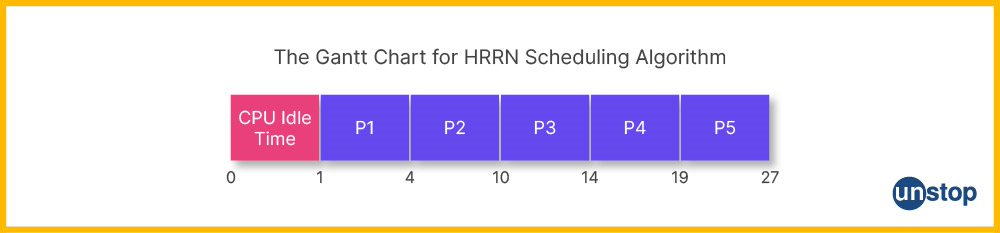 The Gantt Chart for HRRN Scheduling Algorithm
CPU Idle
Time
P1 P2 P3 P4 P5
0 1 4 10 14 19 27
unstop